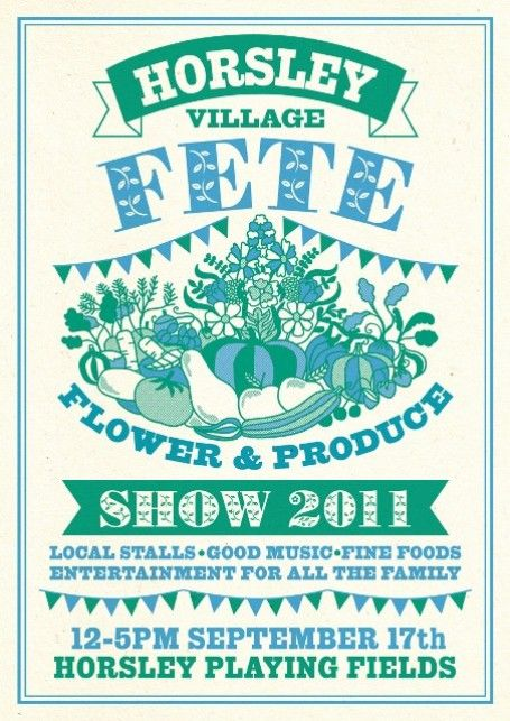 HORSLEY
VILLAGE
FETE
FLOWER & PRODUCE
SHOW 2011
LOCAL STALLS•GOOD MUSIC•FINE FOODS
ENTERTAINMENT FOR ALL THE FAMILY
12-5PM SEPTEMBER 17th
HORSLEY PLAYING FIELDS